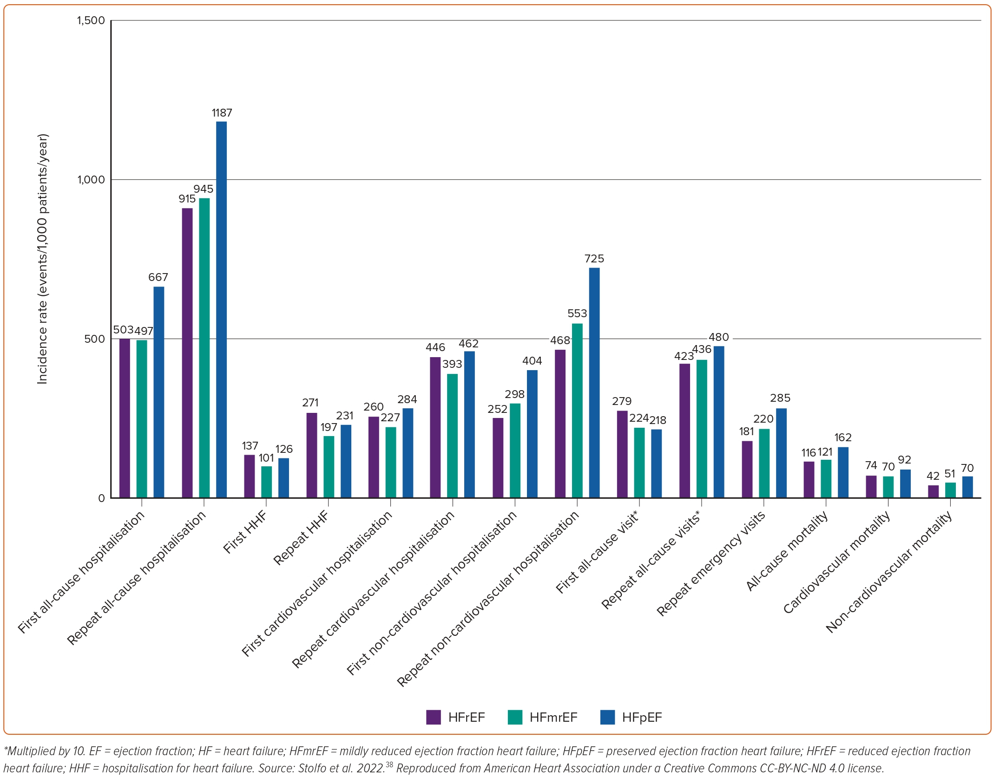 1,500
1,000
500
0
Incidence rate (events/1,000 patients/year)
503
497
667
915
945
1187
137
101
126
271
197
231
260
227
284
446
393
462
252
298
404
468
553
725
279
224
218
423
436
480
181
220
285
116
121
162
74
70
92
42
51
70
First all-cause hospitalisation
Repeat all-cause hospitalisation
First HHF
Repeat HHF
First cardiovascular hospitalisation
Repeat cardiovascular hospitalisation
First non-cardiovascular hospitalisation
Repeat non-cardiovascular hospitalisation
First all-cause visit*
Repeat all-cause visits*
Repeat emergency visits
All-cause mortality
Cardiovascular mortality
Non-cardiovascular mortality
HFrEF HFmrEF HFpEF
*Multiplied by 10. EF = ejection fraction; HF = heart failure; HFmrEF = mildly reduced ejection fraction heart failure; HFpEF = preserved ejection fraction heart failure; HFrEF = reduced ejection fraction
heart failure; HHF = hospitalisation for heart failure. Source: Stolfo et al. 2022.38 Reproduced from American Heart Association under a Creative Commons CC-BY-NC-ND 4.0 license.